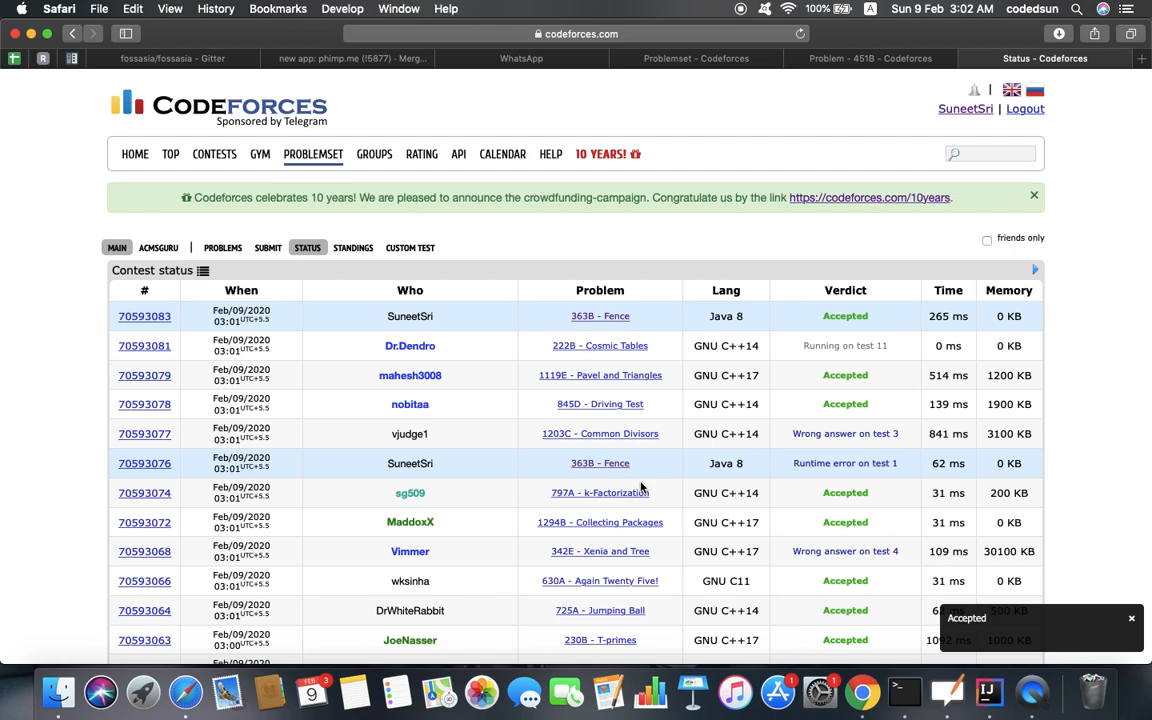 Safari File Edit View History Bookmarks Develop Window Help 100% A Sun 9 Feb 3:02 AM codedsun
codeforces.com
R fossasia/fossasia - Gitter new app: phimp.me (!5877) · Merg... WhatsApp Problemset - Codeforces Problem - 451B - Codeforces Status - Codeforces
CODEFORCES
Sponsored by Telegram
SuneetSri | Logout
HOME TOP CONTESTS GYM PROBLEMSET GROUPS RATING API CALENDAR HELP 10 YEARS!
Codeforces celebrates 10 years! We are pleased to announce the crowdfunding-campaign. Congratulate us by the link https://codeforces.com/10years.
MAIN ACMSGURU | PROBLEMS SUBMIT STATUS STANDINGS CUSTOM TEST friends only
Contest status
# When Who Problem Lang Verdict Time Memory
70593083 Feb/09/2020 03:01UTC+5.5 SuneetSri 363B - Fence Java 8 Accepted 265 ms 0 KB
70593081 Feb/09/2020 03:01UTC+5.5 Dr.Dendro 222B - Cosmic Tables GNU C++14 Running on test 11 0 ms 0 KB
70593079 Feb/09/2020 03:01UTC+5.5 mahesh3008 1119E - Pavel and Triangles GNU C++17 Accepted 514 ms 1200 KB
70593078 Feb/09/2020 03:01UTC+5.5 nobitaa 845D - Driving Test GNU C++14 Accepted 139 ms 1900 KB
70593077 Feb/09/2020 03:01UTC+5.5 vjudge1 1203C - Common Divisors GNU C++14 Wrong answer on test 3 841 ms 3100 KB
70593076 Feb/09/2020 03:01UTC+5.5 SuneetSri 363B - Fence Java 8 Runtime error on test 1 62 ms 0 KB
70593074 Feb/09/2020 03:01UTC+5.5 sg509 797A - k-Factorization GNU C++14 Accepted 31 ms 200 KB
70593072 Feb/09/2020 03:01UTC+5.5 MaddoxX 1294B - Collecting Packages GNU C++17 Accepted 31 ms 0 KB
70593068 Feb/09/2020 03:01UTC+5.5 Vimmer 342E - Xenia and Tree GNU C++17 Wrong answer on test 4 109 ms 30100 KB
70593066 Feb/09/2020 03:01UTC+5.5 wksinha 630A - Again Twenty Five! GNU C11 Accepted 31 ms 0 KB
70593064 Feb/09/2020 03:01UTC+5.5 DrWhiteRabbit 725A - Jumping Ball GNU C++14 Accepted 500 KB
Accepted
70593063 Feb/09/2020 03:00UTC+5.5 JoeNasser 230B - T-primes GNU C++17 Accepted 1092 ms 1000 KB
FEB 9 3 1 1 IJ